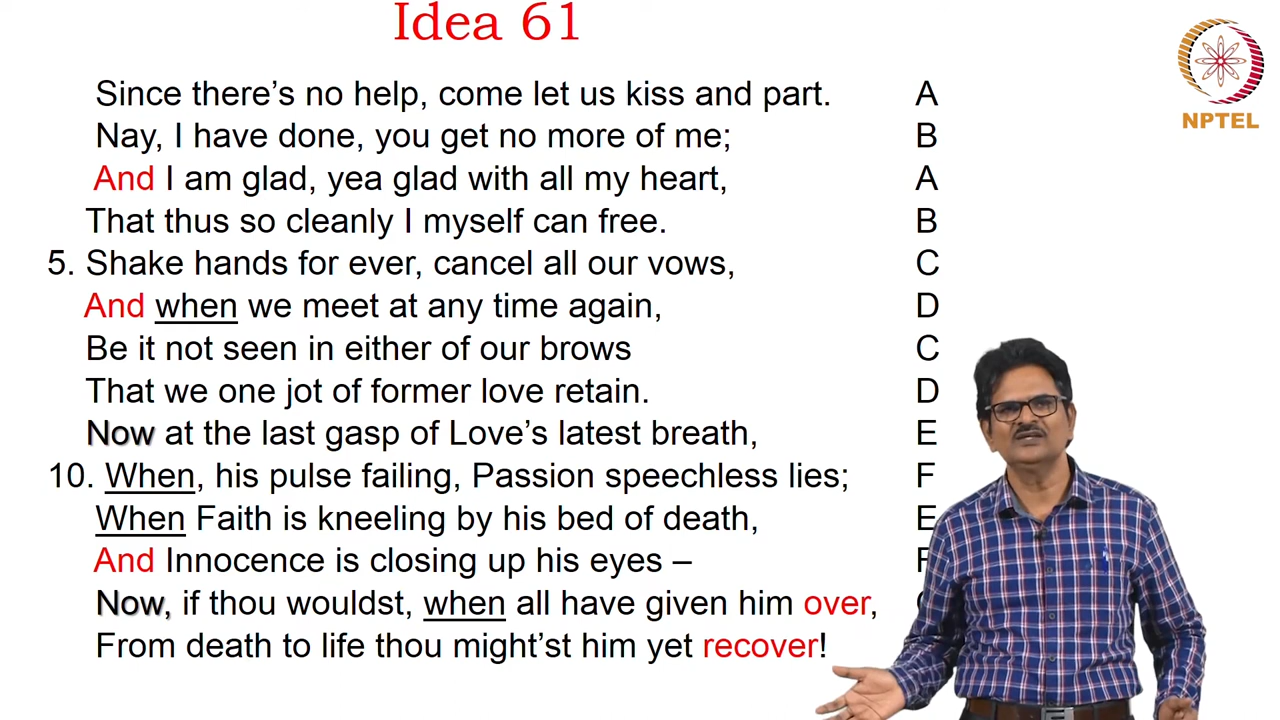 Idea 61
NPTEL
Since there's no help, come let us kiss and part. A
Nay, I have done, you get no more of me; B
And I am glad, yea glad with all my heart, A
That thus so cleanly I myself can free. B
5. Shake hands for ever, cancel all our vows, C
And when we meet at any time again, D
Be it not seen in either of our brows C
That we one jot of former love retain. D
Now at the last gasp of Love's latest breath, E
10. When, his pulse failing, Passion speechless lies; F
When Faith is kneeling by his bed of death, E
And Innocence is closing up his eyes – F
Now, if thou wouldst, when all have given him over,
From death to life thou might'st him yet recover!